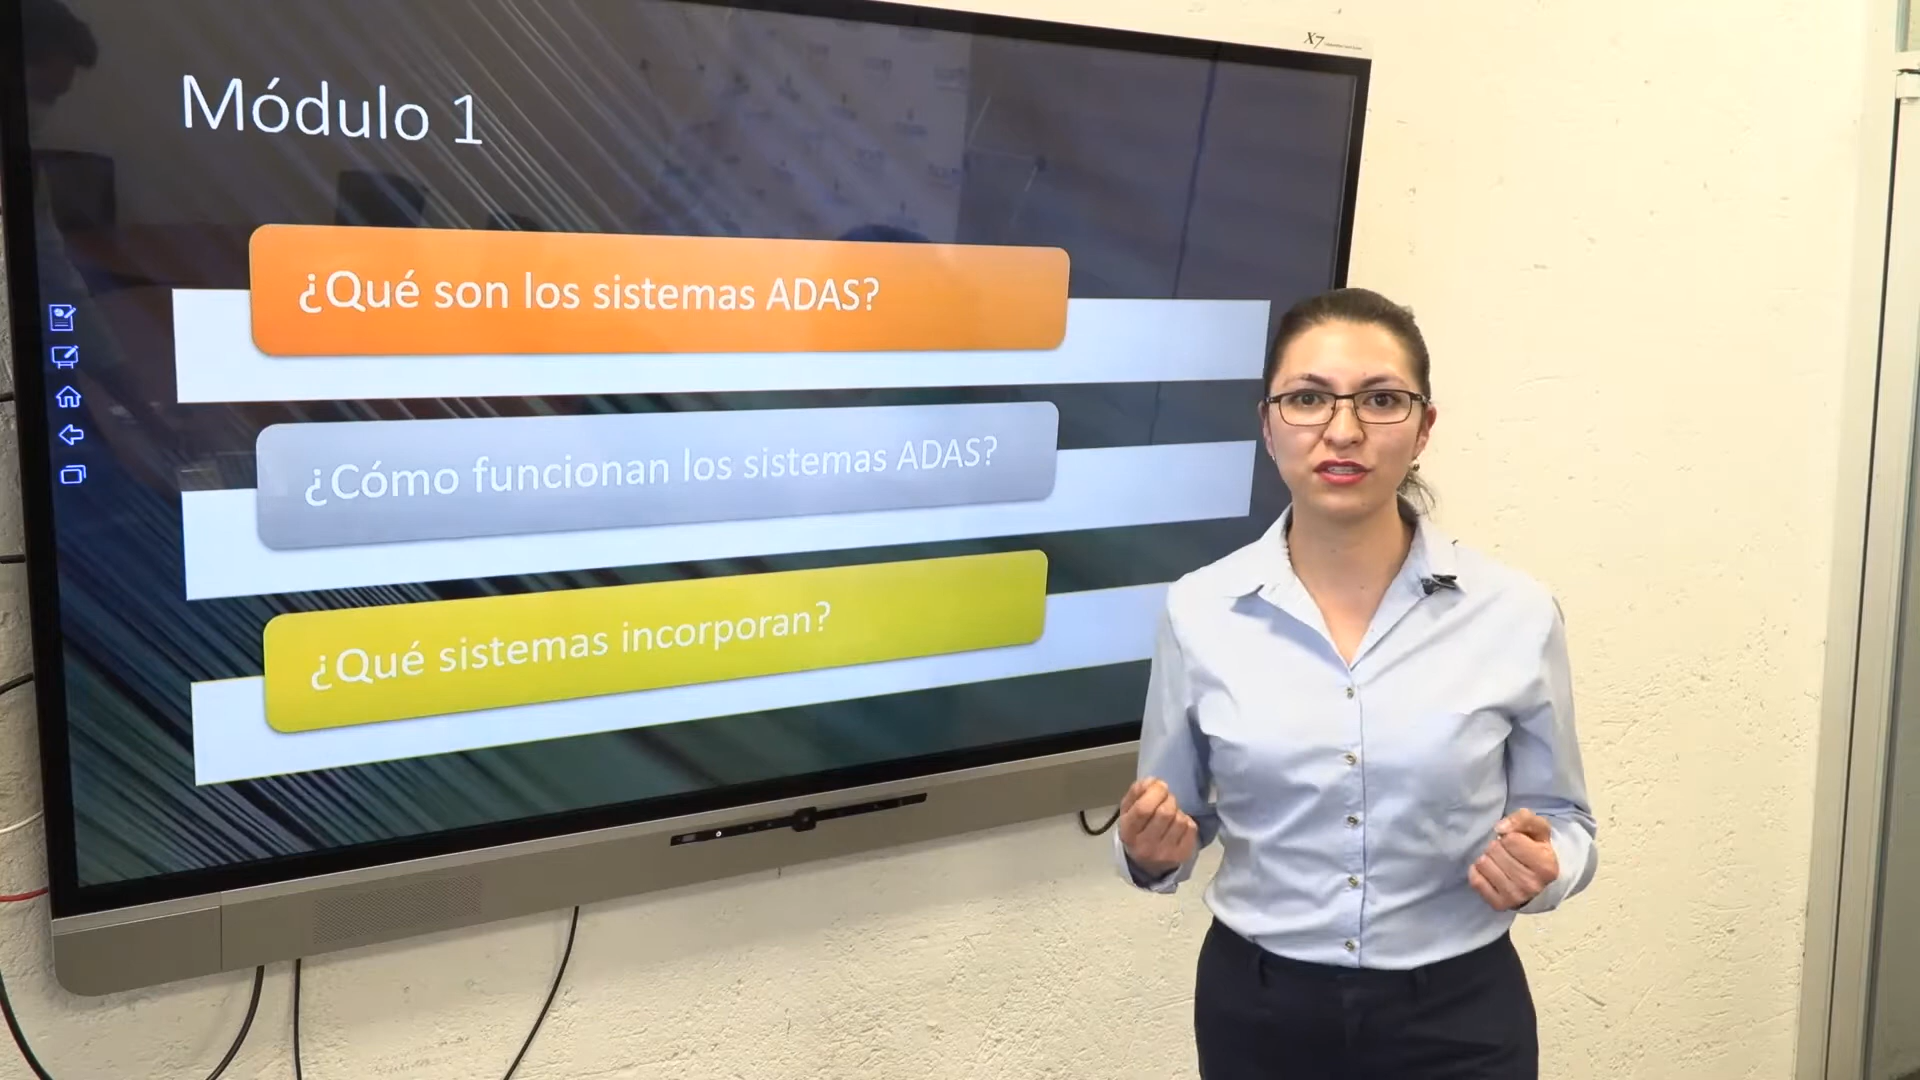 X7
Módulo 1
¿Qué son los sistemas ADAS?
¿Cómo funcionan los sistemas ADAS?
¿Qué sistemas incorporan?